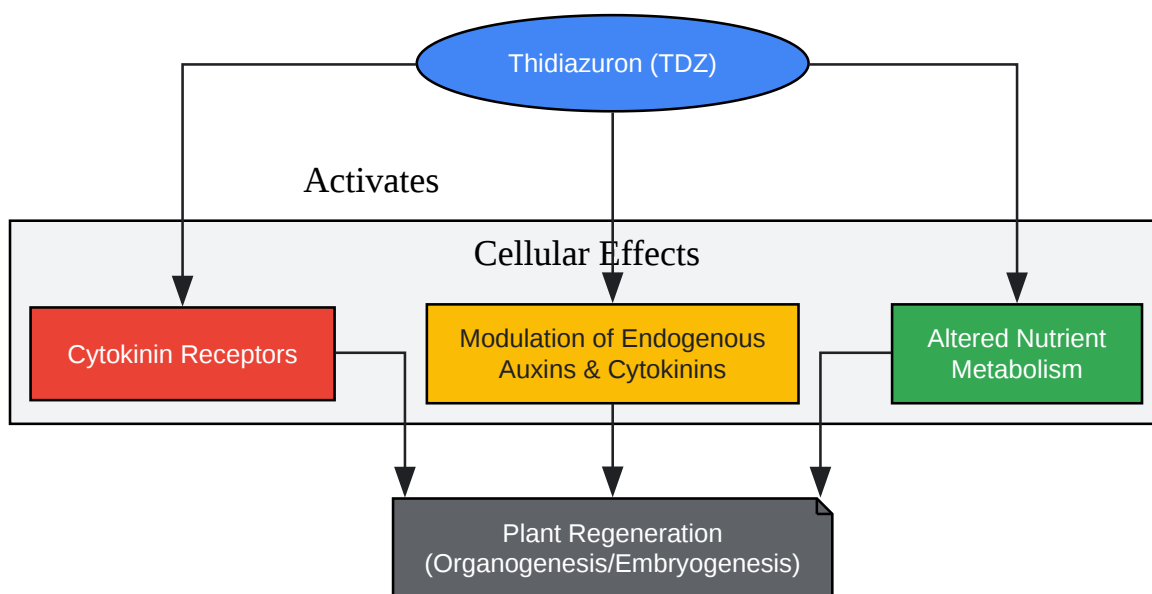 Thidiazuron (TDZ)
Activates
Cellular Effects
Cytokinin Receptors
Modulation of Endogenous
Auxins & Cytokinins
Altered Nutrient
Metabolism
Plant Regeneration
(Organogenesis/Embryogenesis)